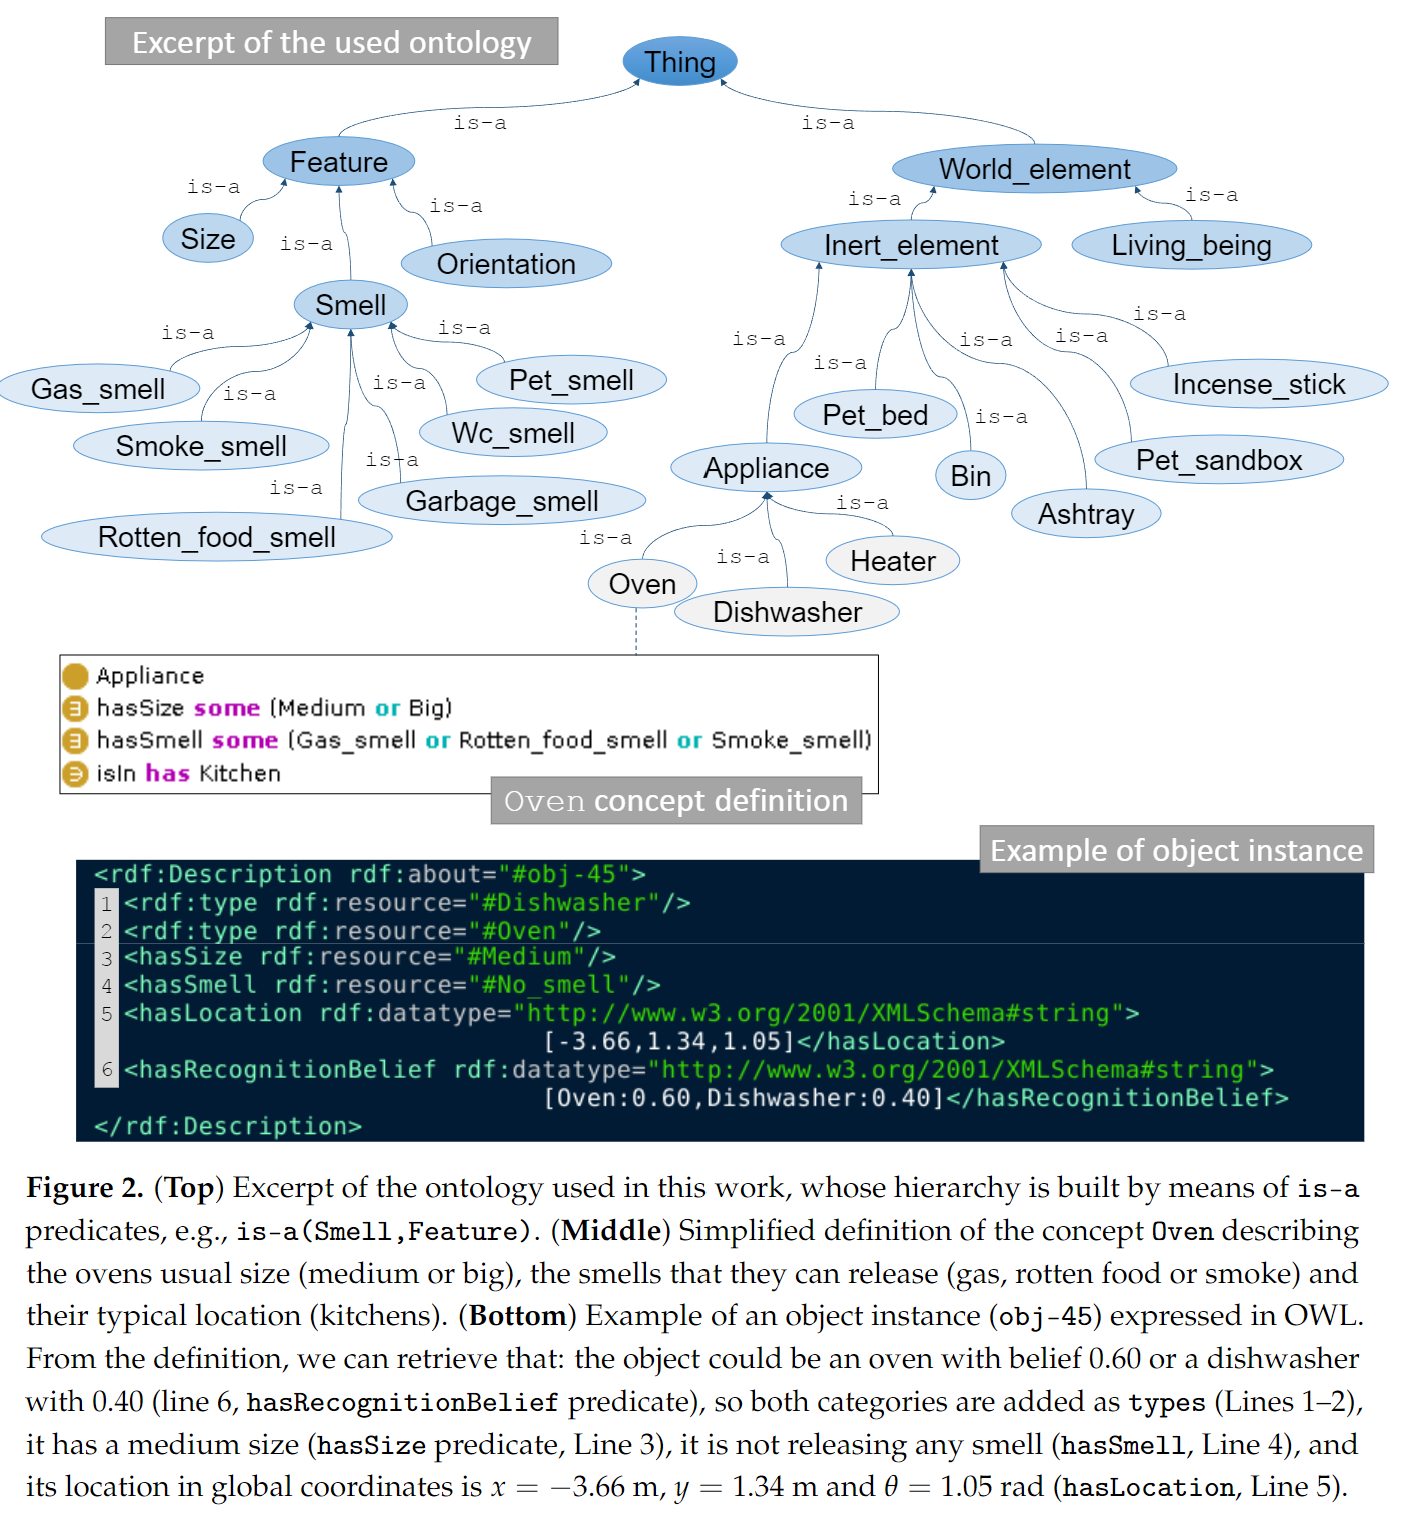 Excerpt of the used ontology
Thing
is-a
is-a
Feature
World_element
is-a
is-a
is-a
is-a
Size
is-a
Orientation
Inert_element
Living_being
Smell
is-a
is-a
is-a
is-a
is-a
is-a
Gas_smell
is-a
is-a
Pet_smell
is-a
Incense_stick
Smoke_smell
Wc_smell
Pet_bed
is-a
is-a
Appliance
Bin
Pet_sandbox
is-a
Garbage_smell
is-a
Ashtray
Rotten_food_smell
is-a
is-a
Heater
Oven
Dishwasher
Appliance
hasSize some (Medium or Big)
hasSmell some (Gas_smell or Rotten_food_smell or Smoke_smell)
isIn has Kitchen
Oven concept definition
Example of object instance
<rdf:Description rdf:about="#obj-45">
1 <rdf:type rdf:resource="#Dishwasher"/>
2 <rdf:type rdf:resource="#Oven"/>
3 <hasSize rdf:resource="#Medium"/>
4 <hasSmell rdf:resource="#No_smell"/>
5 <hasLocation rdf:datatype="http://www.w3.org/2001/XMLSchema#string">
[-3.66,1.34,1.05]</hasLocation>
6 <hasRecognitionBelief rdf:datatype="http://www.w3.org/2001/XMLSchema#string">
[Oven:0.60,Dishwasher:0.40]</hasRecognitionBelief>
</rdf:Description>
Figure 2. (Top) Excerpt of the ontology used in this work, whose hierarchy is built by means of is-a
predicates, e.g., is-a(Smell,Feature). (Middle) Simplified definition of the concept Oven describing
the ovens usual size (medium or big), the smells that they can release (gas, rotten food or smoke) and
their typical location (kitchens). (Bottom) Example of an object instance (obj-45) expressed in OWL.
From the definition, we can retrieve that: the object could be an oven with belief 0.60 or a dishwasher
with 0.40 (line 6, hasRecognitionBelief predicate), so both categories are added as types (Lines 1–2),
it has a medium size (hasSize predicate, Line 3), it is not releasing any smell (hasSmell, Line 4), and
its location in global coordinates is x = −3.66 m, y = 1.34 m and θ = 1.05 rad (hasLocation, Line 5).